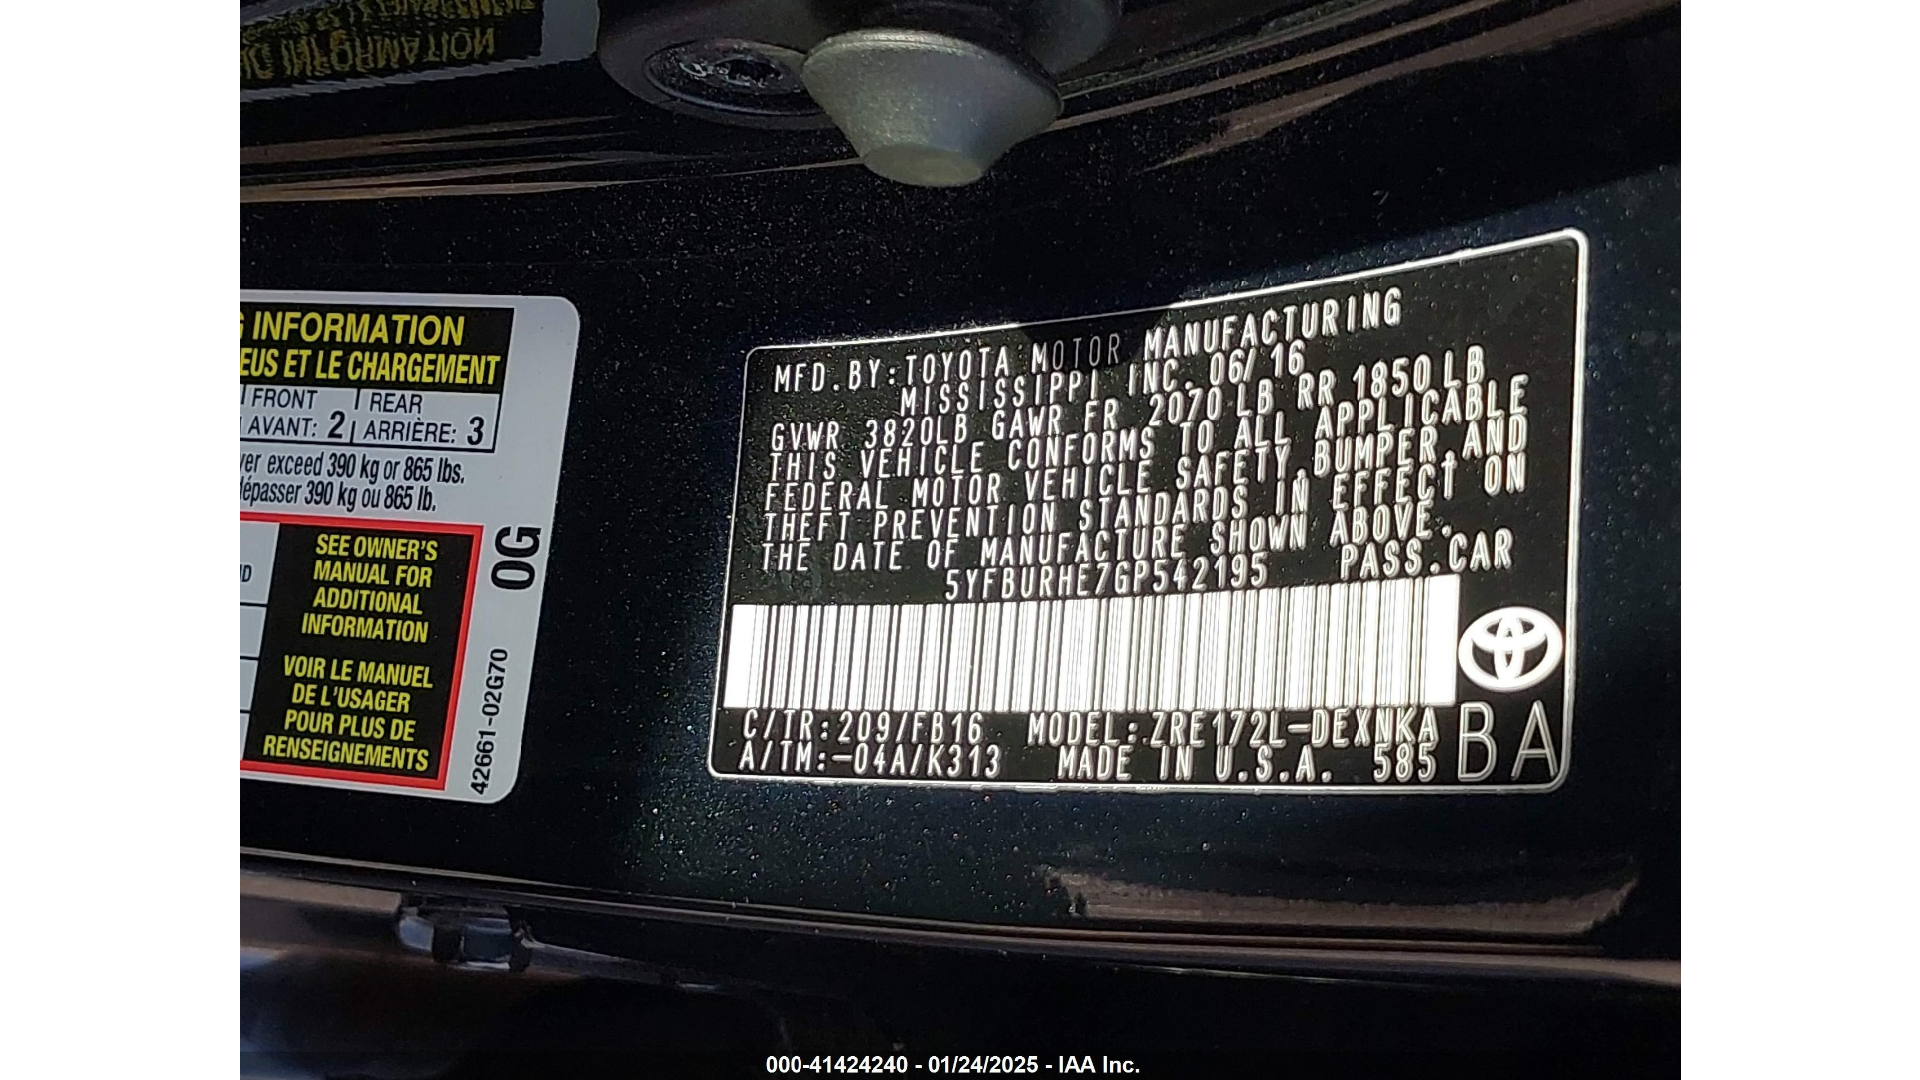 IC INFORMATION
INFORMATION
EUS ET LE CHARGEMENT
FRONT REAR
AVANT: 2 ARRIÈRE: 3
ver exceed 390 kg or 865 lbs.
dépasser 390 kg ou 865 lb.
SEE OWNER'S
MANUAL FOR
ADDITIONAL
INFORMATION
VOIR LE MANUEL
DE L'USAGER
POUR PLUS DE
RENSEIGNEMENTS
0G
42661-02G70
MFD.BY:TOYOTA MOTOR MANUFACTURING
MISSISSIPPI INC. 06/16
GVWR 3820LB GAWR FR 2070LB RR 1850LB
THIS VEHICLE CONFORMS TO ALL APPLICABLE
FEDERAL MOTOR VEHICLE SAFETY,BUMPER,AND
THEFT PREVENTION STANDARDS IN EFFECT ON
THE DATE OF MANUFACTURE SHOWN ABOVE.
5YFBURHE7GP542195 PASS.CAR
C/TR:209/FB16 MODEL:ZRE172L-DEXNKA
A/TM:-04A/K313 MADE IN U.S.A. 585
BA
000-41424240 - 01/24/2025 - IAA Inc.